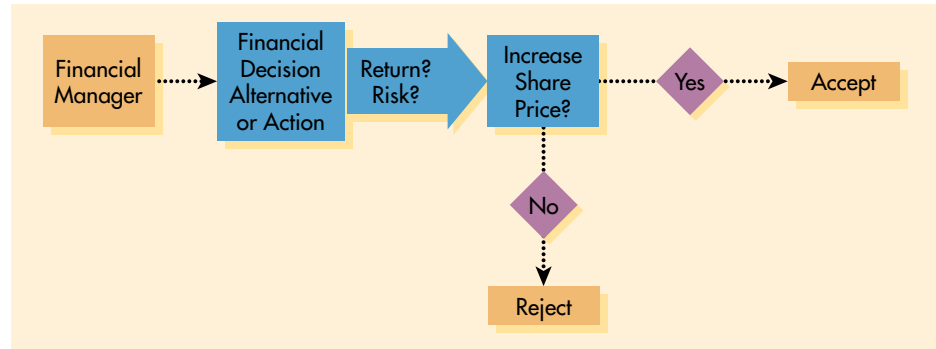 Financial
Manager
Financial
Decision
Alternative
or Action
Return?
Risk?
Increase
Share
Price?
Yes
Accept
No
Reject